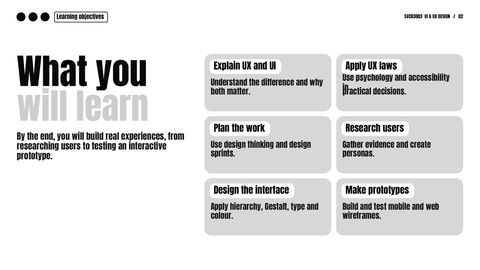 Learning objectives
SVCB3003 UI & UX DESIGN / 02
What you
will learn
By the end, you will build real experiences, from
researching users to testing an interactive
prototype.
Explain UX and UI
Understand the difference and why
both matter.
Apply UX laws
Use psychology and accessibility
in
practical decisions.
Plan the work
Use design thinking and design
sprints.
Research users
Gather evidence and create
personas.
Design the interface
Apply hierarchy, Gestalt, type and
colour.
Make prototypes
Build and test mobile and web
wireframes.